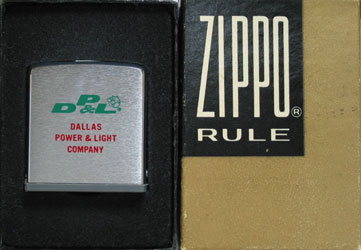 DP&L
DALLAS
POWER & LIGHT
COMPANY
ZIPPO®
RULE